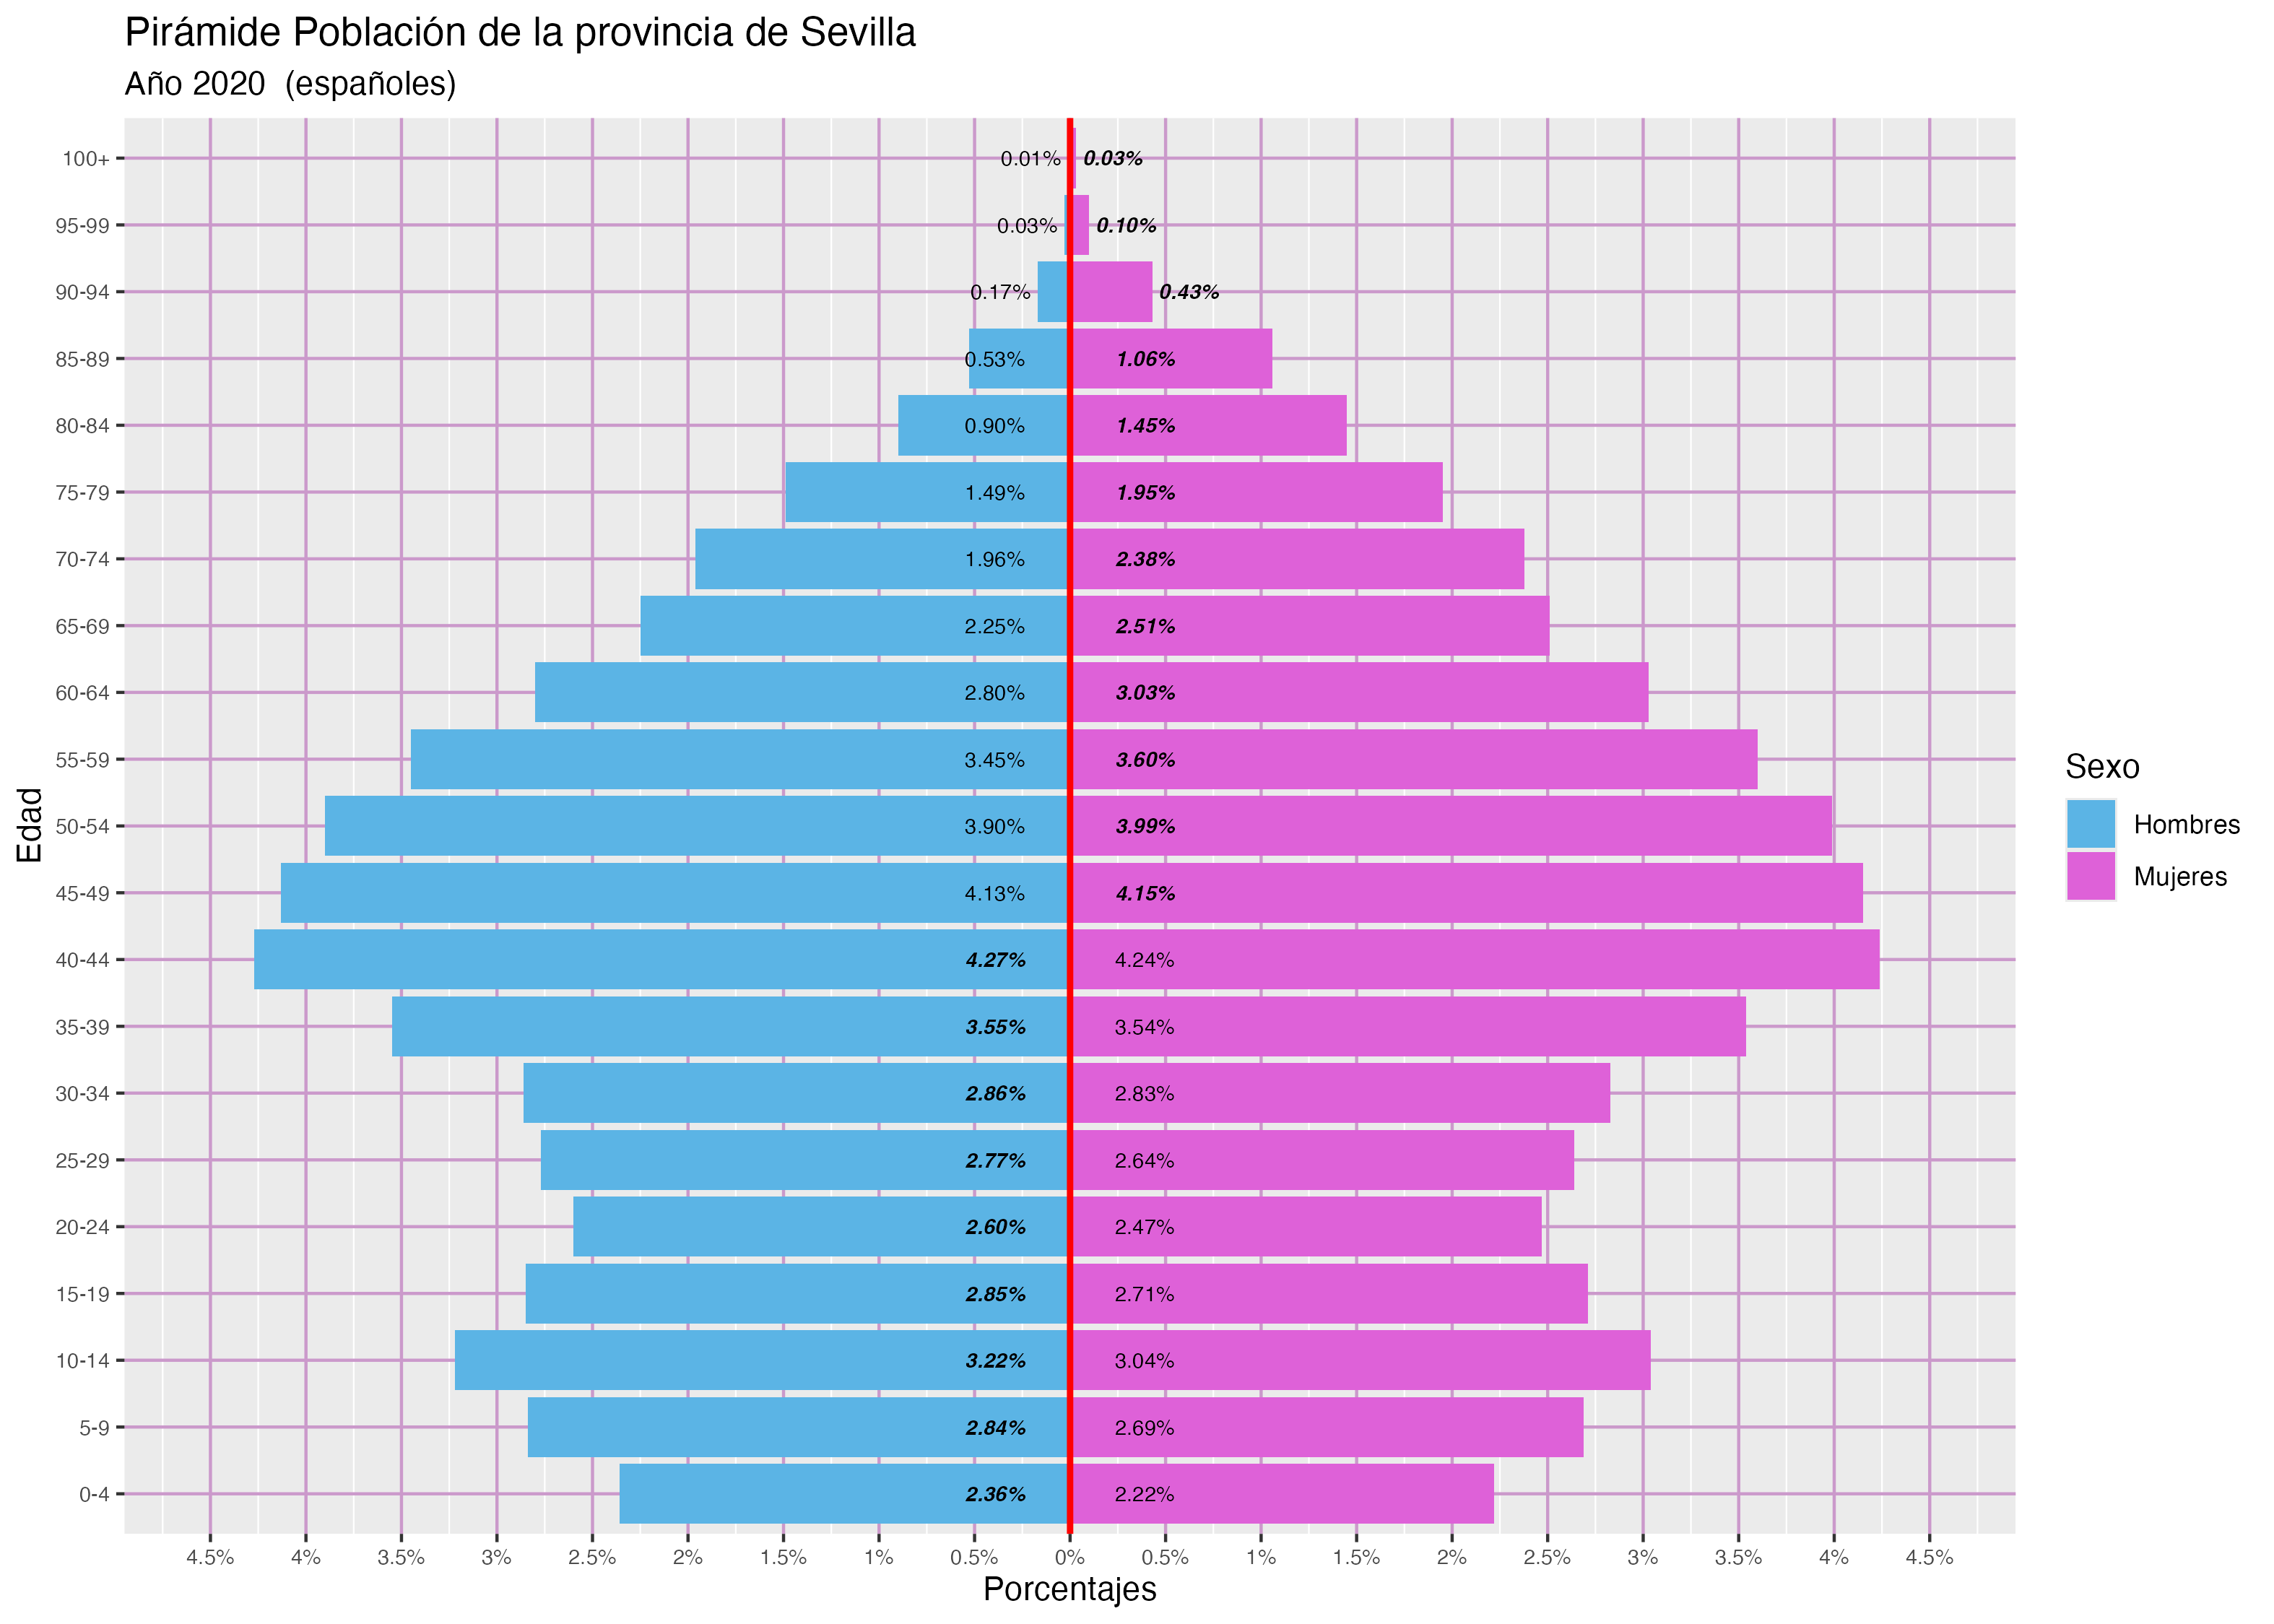 Pirámide Población de la provincia de Sevilla
Año 2020  (españoles)
100+ 0.01% 0.03%
95-99 0.03% 0.10%
90-94 0.17% 0.43%
85-89 0.53% 1.06%
80-84 0.90% 1.45%
75-79 1.49% 1.95%
70-74 1.96% 2.38%
65-69 2.25% 2.51%
60-64 2.80% 3.03%
55-59 3.45% 3.60%
50-54 3.90% 3.99%
45-49 4.13% 4.15%
40-44 4.27% 4.24%
35-39 3.55% 3.54%
30-34 2.86% 2.83%
25-29 2.77% 2.64%
20-24 2.60% 2.47%
15-19 2.85% 2.71%
10-14 3.22% 3.04%
5-9 2.84% 2.69%
0-4 2.36% 2.22%
4.5% 4% 3.5% 3% 2.5% 2% 1.5% 1% 0.5% 0% 0.5% 1% 1.5% 2% 2.5% 3% 3.5% 4% 4.5%
Porcentajes
Edad
Sexo
Hombres
Mujeres